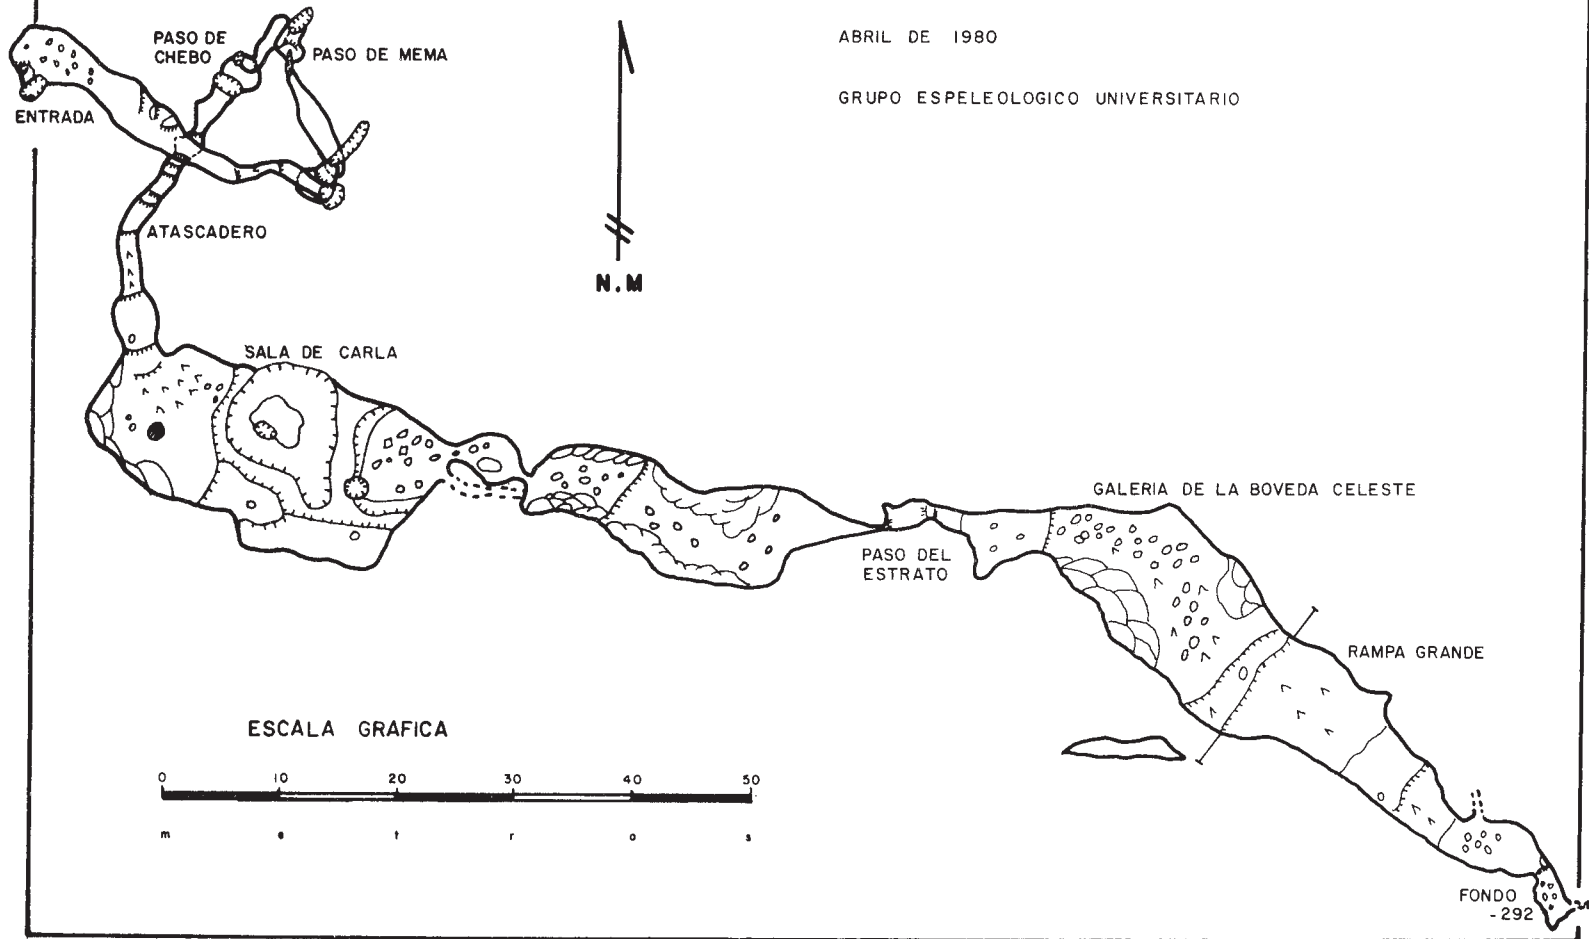 ABRIL DE 1980
GRUPO ESPELEOLOGICO UNIVERSITARIO
PASO DE
CHEBO
PASO DE MEMA
ENTRADA
ATASCADERO
N.M
SALA DE CARLA
GALERIA DE LA BOVEDA CELESTE
PASO DEL
ESTRATO
RAMPA GRANDE
ESCALA GRAFICA
0 10 20 30 40 50
m e t r o s
FONDO
-292